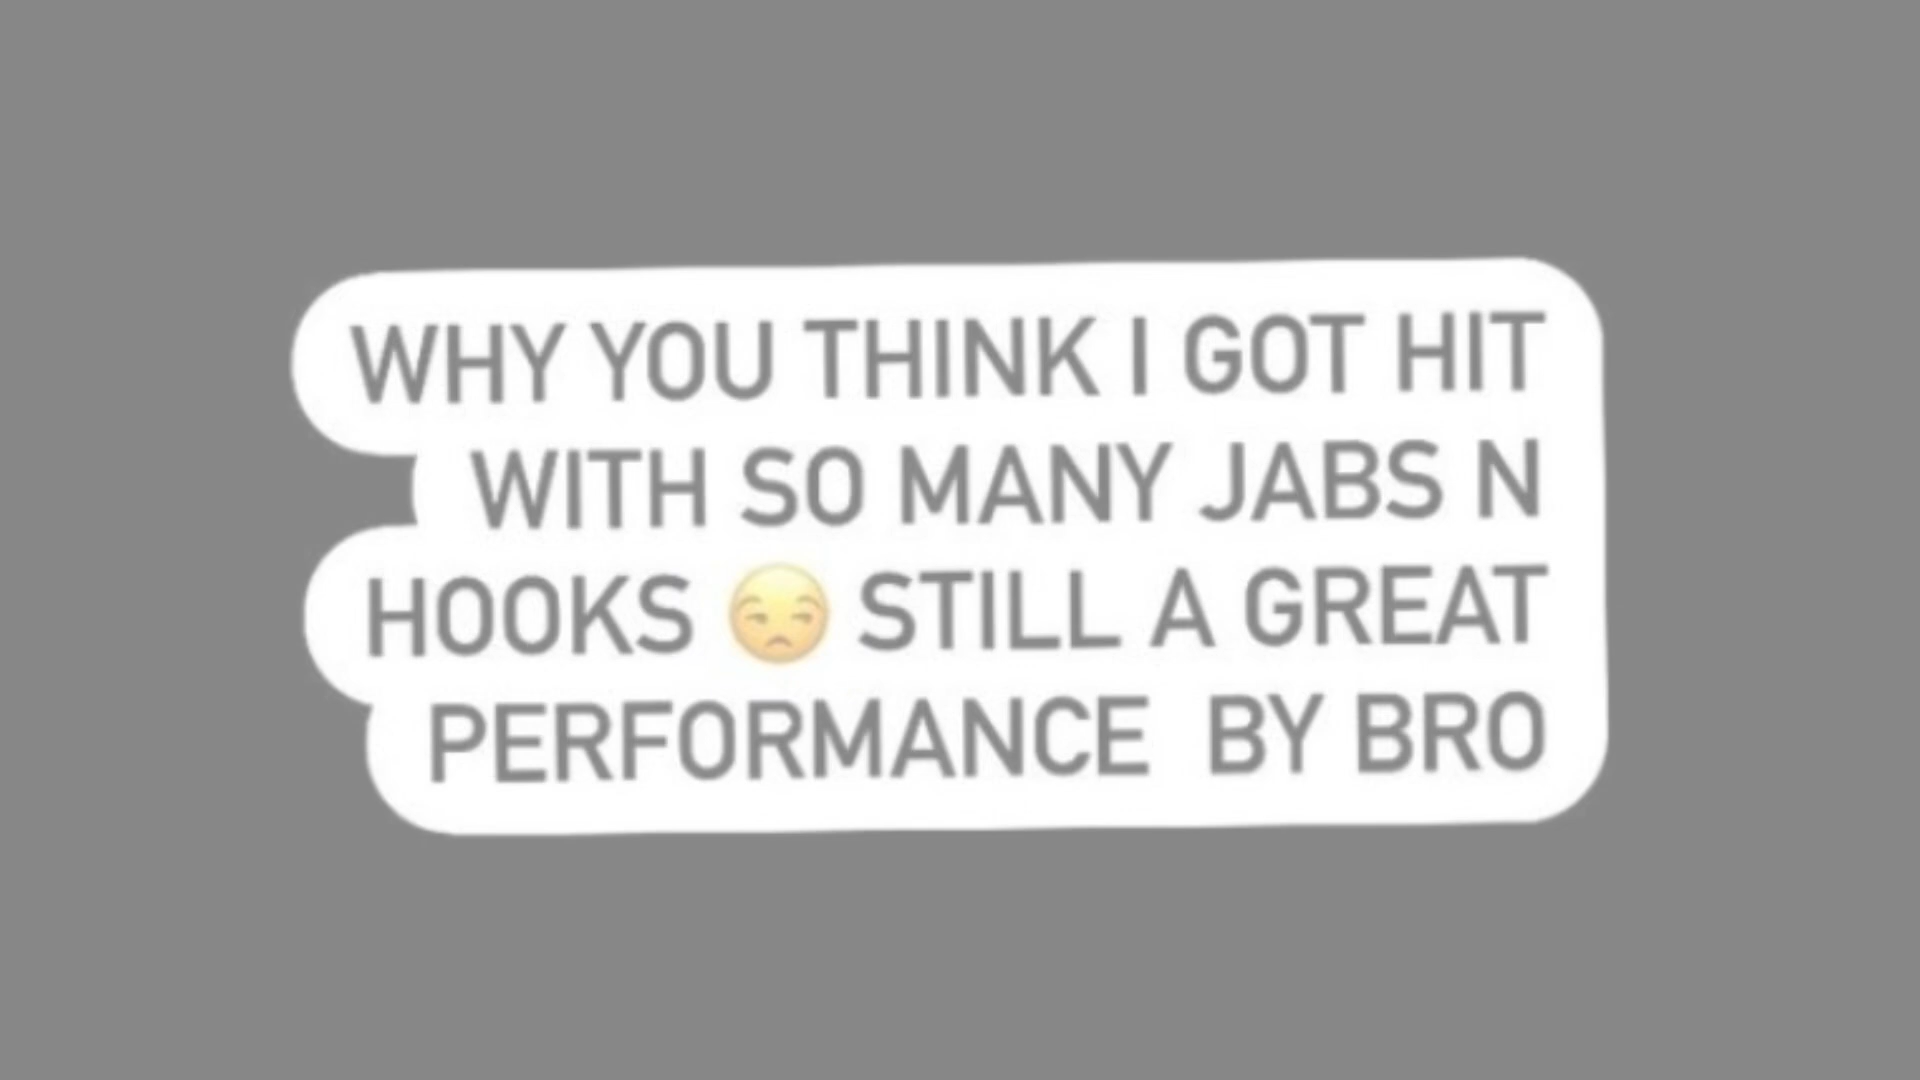 WHY YOU THINK I GOT HIT
WITH SO MANY JABS N
HOOKS 😒 STILL A GREAT
PERFORMANCE  BY BRO